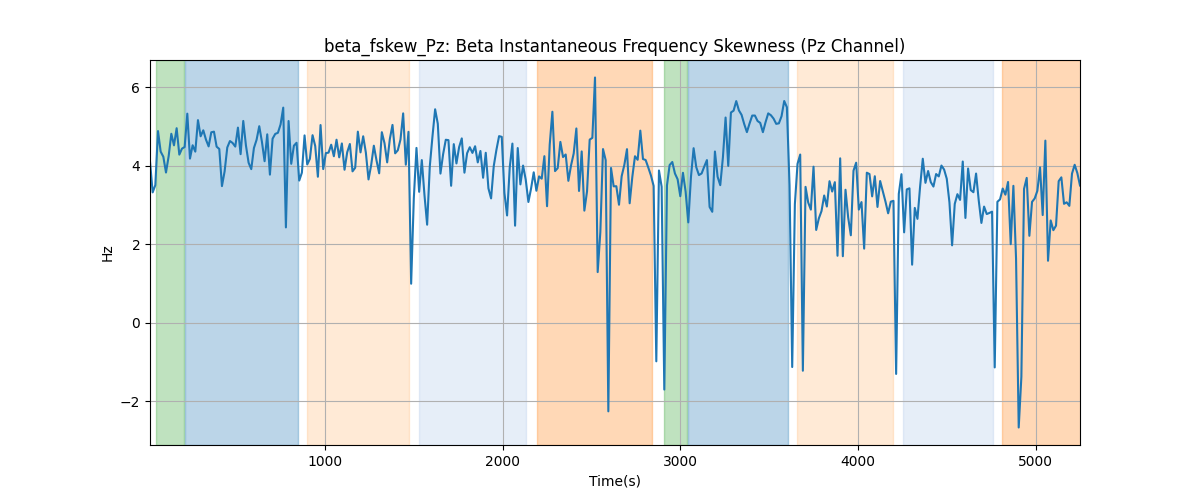 beta_fskew_Pz: Beta Instantaneous Frequency Skewness (Pz Channel)
6
4
2
0
−2
Hz
1000 2000 3000 4000 5000
Time(s)